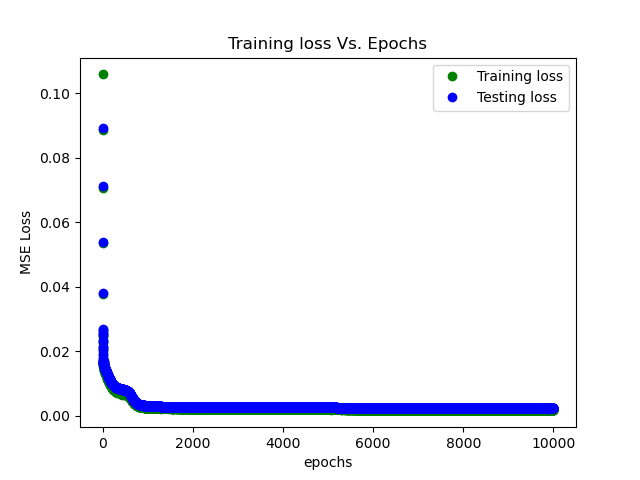 Training loss Vs. Epochs
Training loss
Testing loss
0.10
0.08
0.06
0.04
0.02
0.00
MSE Loss
0 2000 4000 6000 8000 10000
epochs